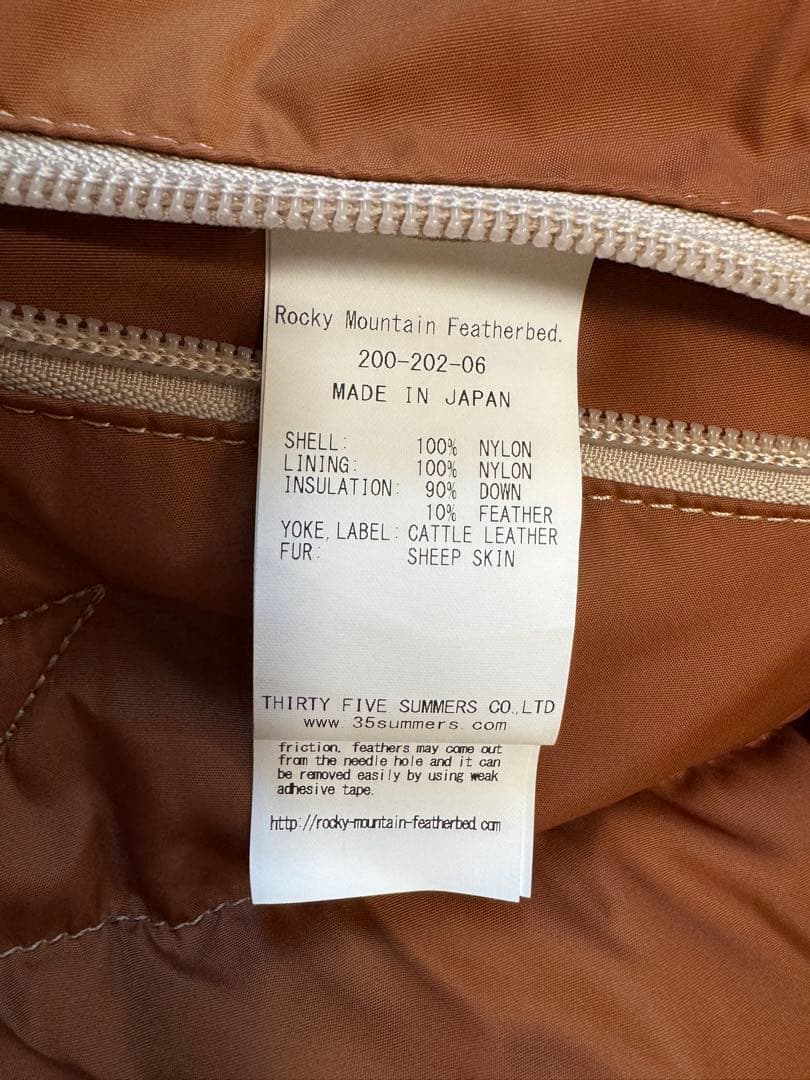 Rocky Mountain Featherbed.
200-202-06
MADE IN JAPAN
SHELL: 100% NYLON
LINING: 100% NYLON
INSULATION: 90% DOWN
10% FEATHER
YOKE, LABEL: CATTLE LEATHER
FUR: SHEEP SKIN
THIRTY FIVE SUMMERS CO.,LTD
www.35summers.com
friction, feathers may come out
from the needle hole and it can
be removed easily by using weak
adhesive tape.
http://rocky-mountain-featherbed.com